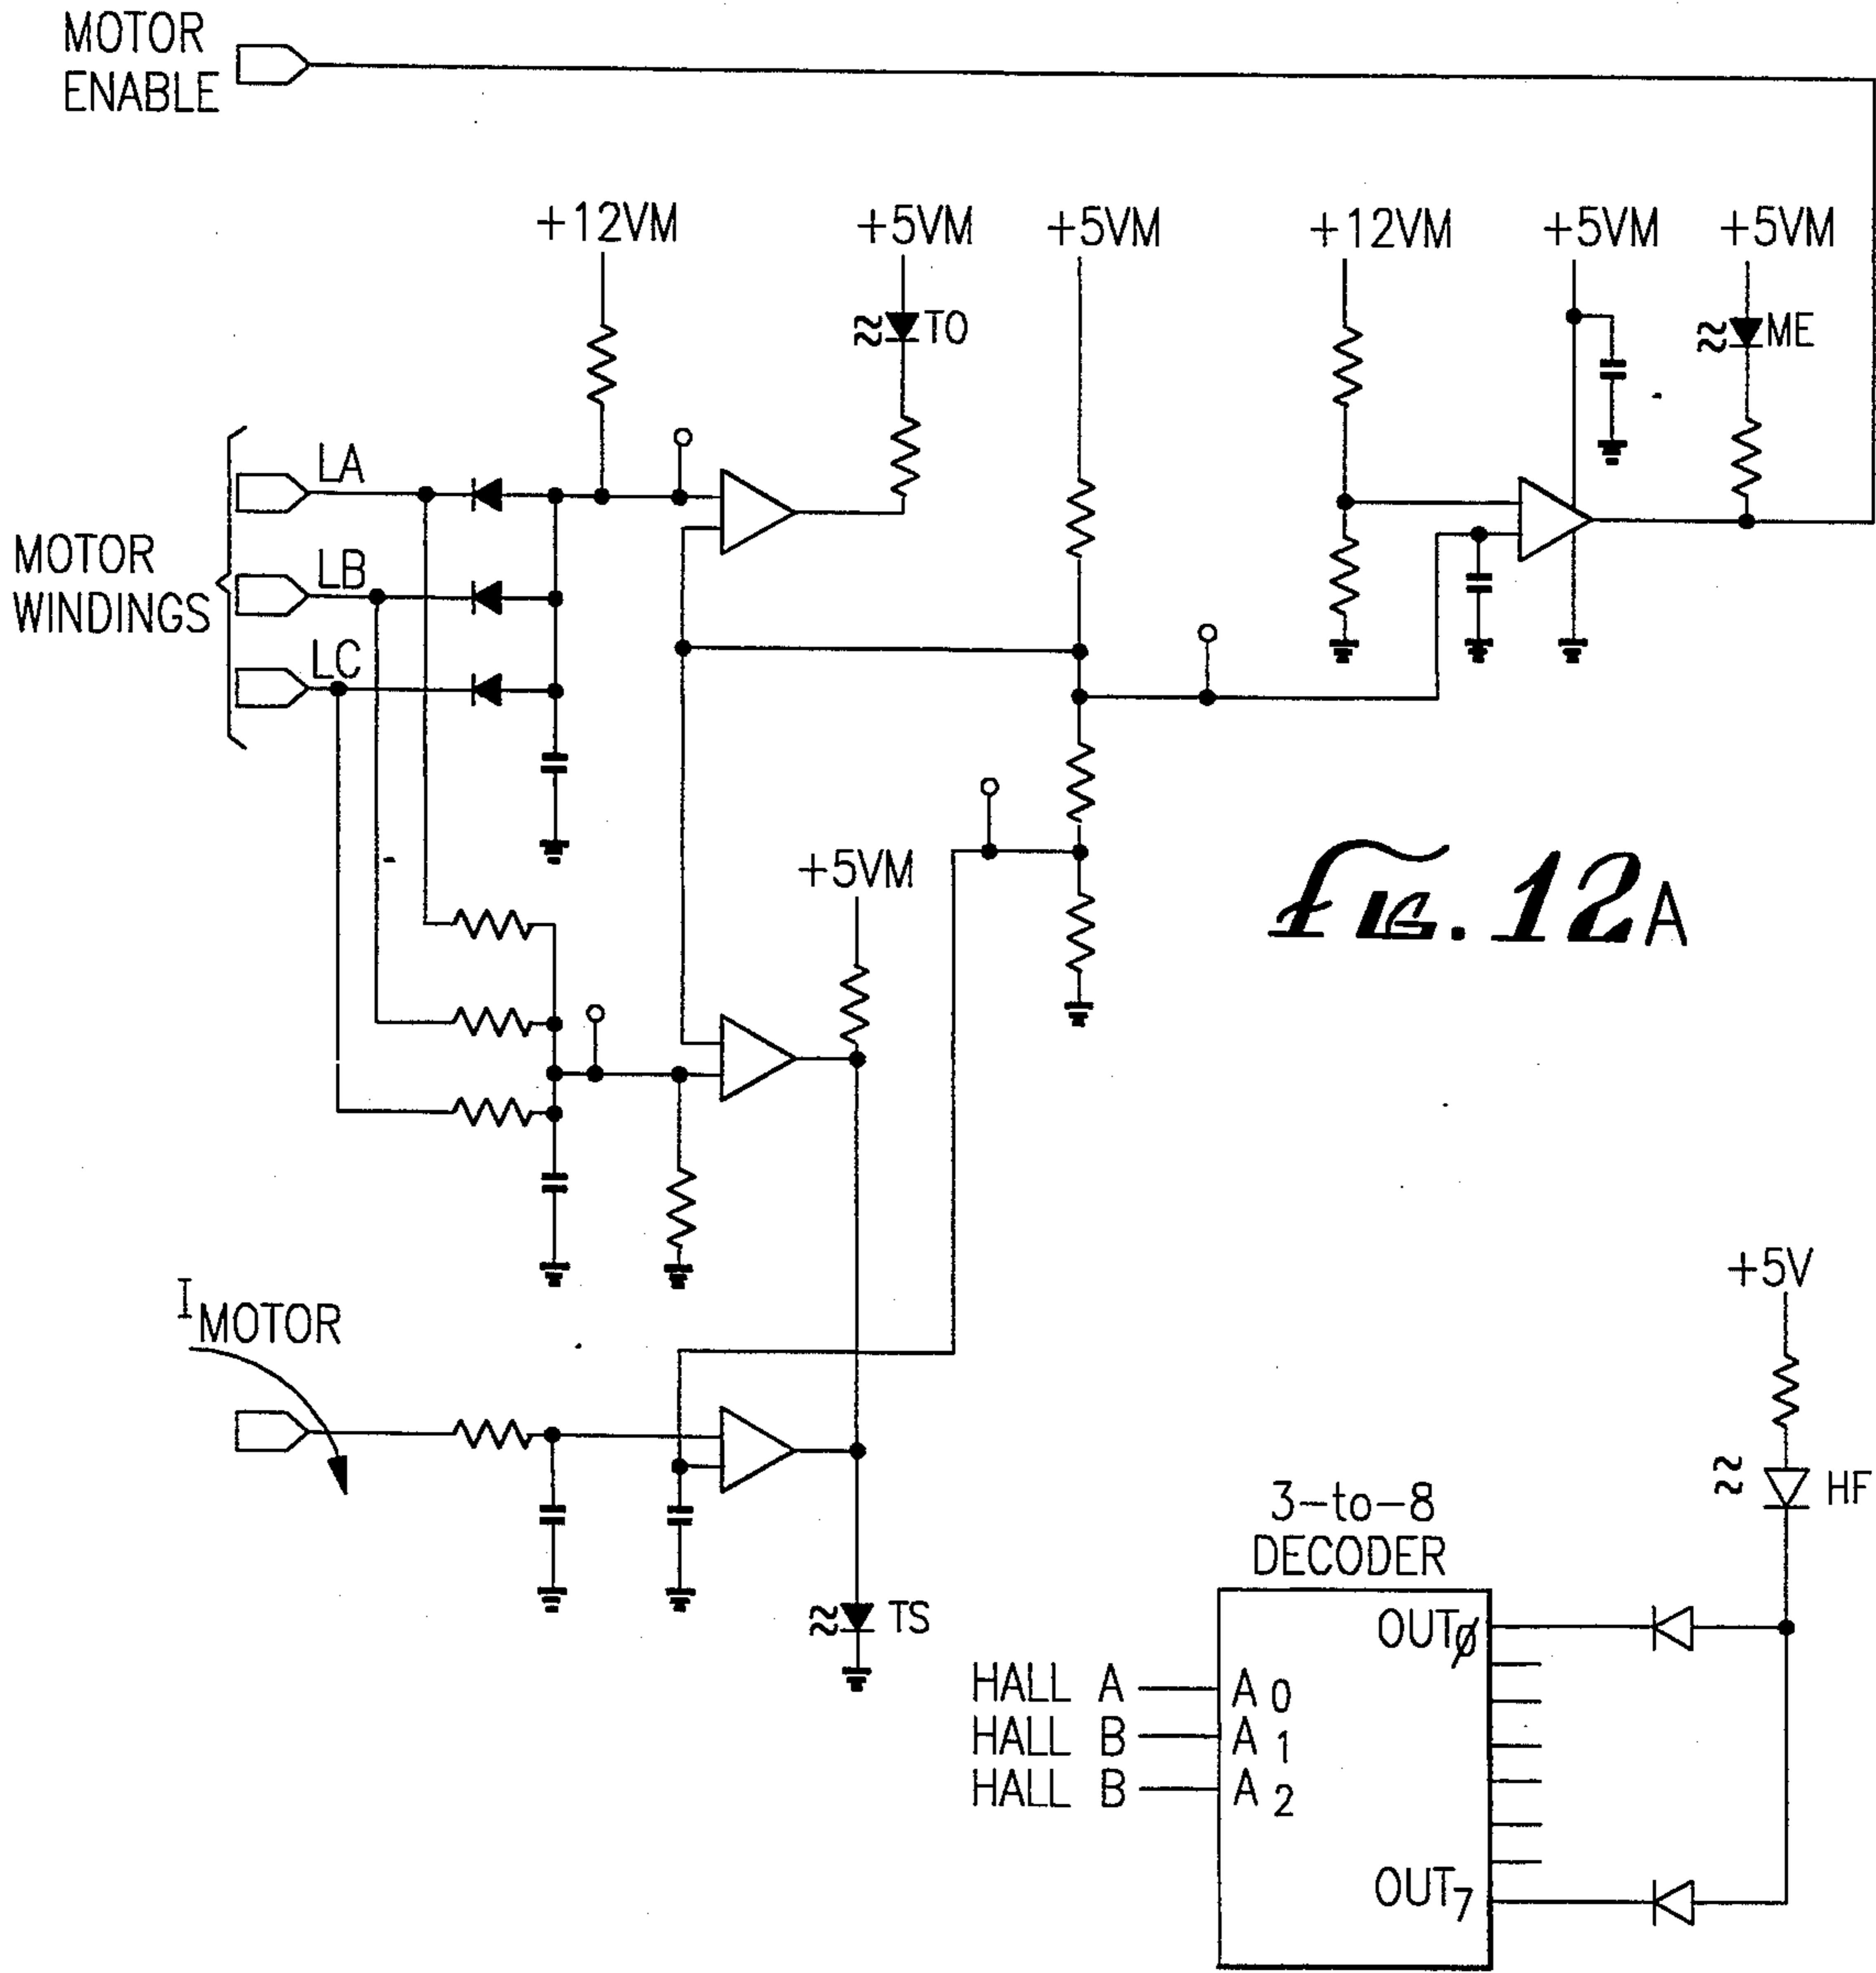 MOTOR
ENABLE
+12VM
+5VM
+5VM
+12VM
+5VM
+5VM
TO
ME
LA
MOTOR
WINDINGS
LB
LC
+5VM
FIG. 12A
I MOTOR
+5V
HF
3-to-8
DECODER
TS
OUTØ
HALL A
A0
HALL B
A1
HALL B
A2
OUT7